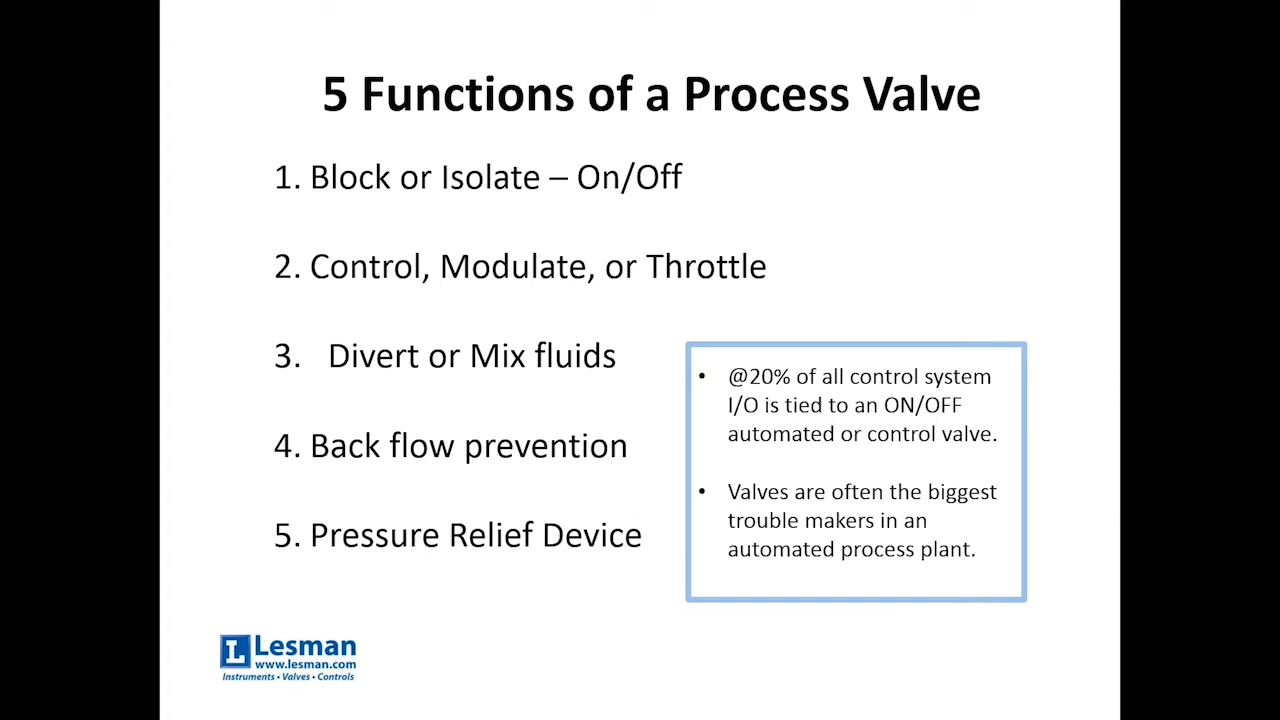 5 Functions of a Process Valve
1. Block or Isolate – On/Off
2. Control, Modulate, or Throttle
3. Divert or Mix fluids
4. Back flow prevention
5. Pressure Relief Device
• @20% of all control system
I/O is tied to an ON/OFF
automated or control valve.
• Valves are often the biggest
trouble makers in an
automated process plant.
L Lesman
www.lesman.com
Instruments • Valves • Controls